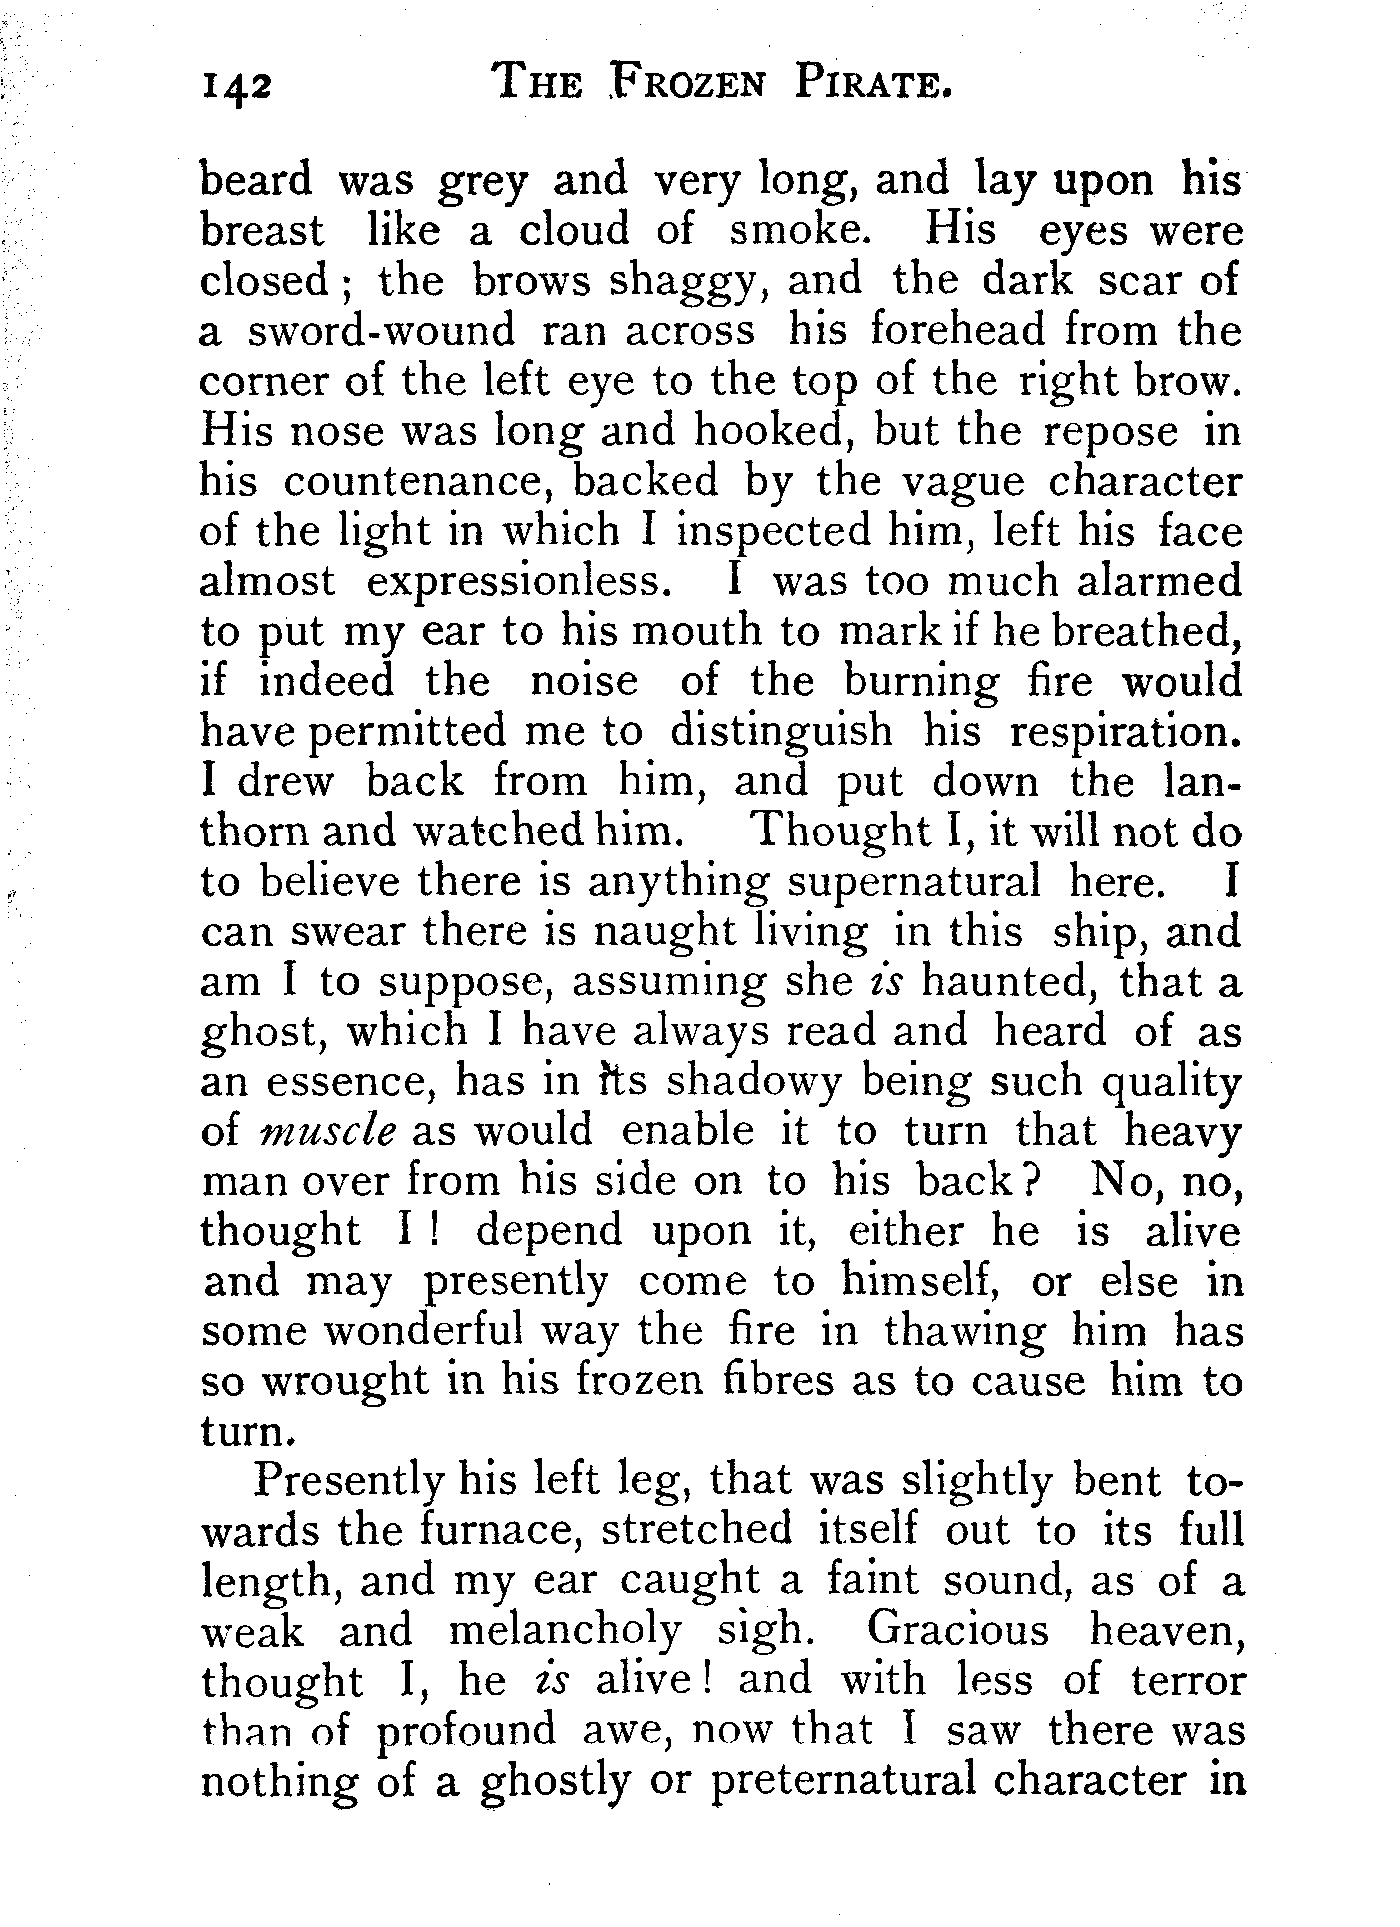 142 THE FROZEN PIRATE.
beard was grey and very long, and lay upon his
breast like a cloud of smoke. His eyes were
closed ; the brows shaggy, and the dark scar of
a sword-wound ran across his forehead from the
corner of the left eye to the top of the right brow.
His nose was long and hooked, but the repose in
his countenance, backed by the vague character
of the light in which I inspected him, left his face
almost expressionless. I was too much alarmed
to put my ear to his mouth to mark if he breathed,
if indeed the noise of the burning fire would
have permitted me to distinguish his respiration.
I drew back from him, and put down the lan-
thorn and watched him. Thought I, it will not do
to believe there is anything supernatural here. I
can swear there is naught living in this ship, and
am I to suppose, assuming she is haunted, that a
ghost, which I have always read and heard of as
an essence, has in its shadowy being such quality
of muscle as would enable it to turn that heavy
man over from his side on to his back ? No, no,
thought I ! depend upon it, either he is alive
and may presently come to himself, or else in
some wonderful way the fire in thawing him has
so wrought in his frozen fibres as to cause him to
turn.
Presently his left leg, that was slightly bent to-
wards the furnace, stretched itself out to its full
length, and my ear caught a faint sound, as of a
weak and melancholy sigh. Gracious heaven,
thought I, he is alive ! and with less of terror
than of profound awe, now that I saw there was
nothing of a ghostly or preternatural character in